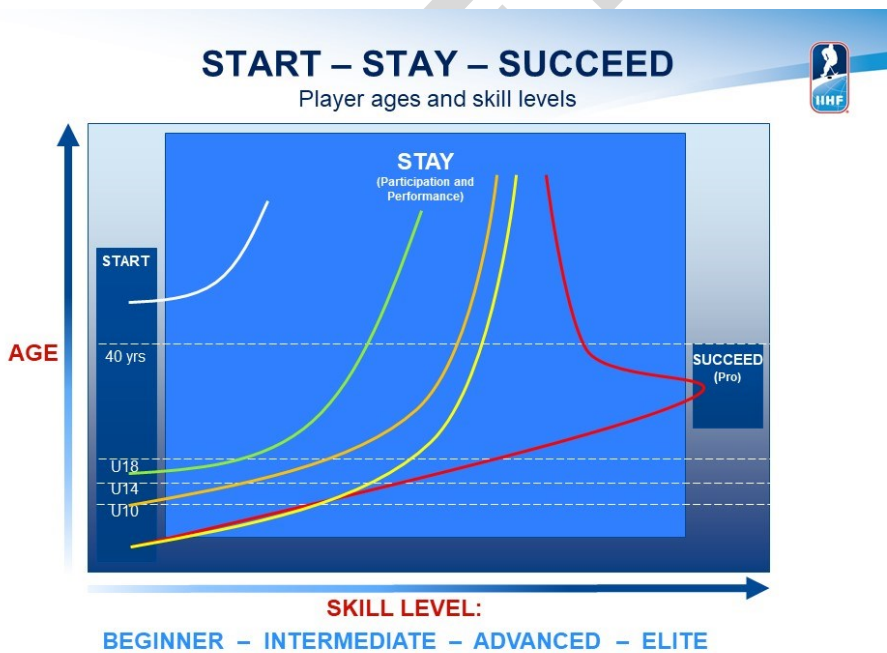 START – STAY – SUCCEED
Player ages and skill levels
IIHF
STAY
(Participation and
Performance)
START
AGE
40 yrs
SUCCEED
(Pro)
U18
U14
U10
SKILL LEVEL:
BEGINNER – INTERMEDIATE – ADVANCED – ELITE